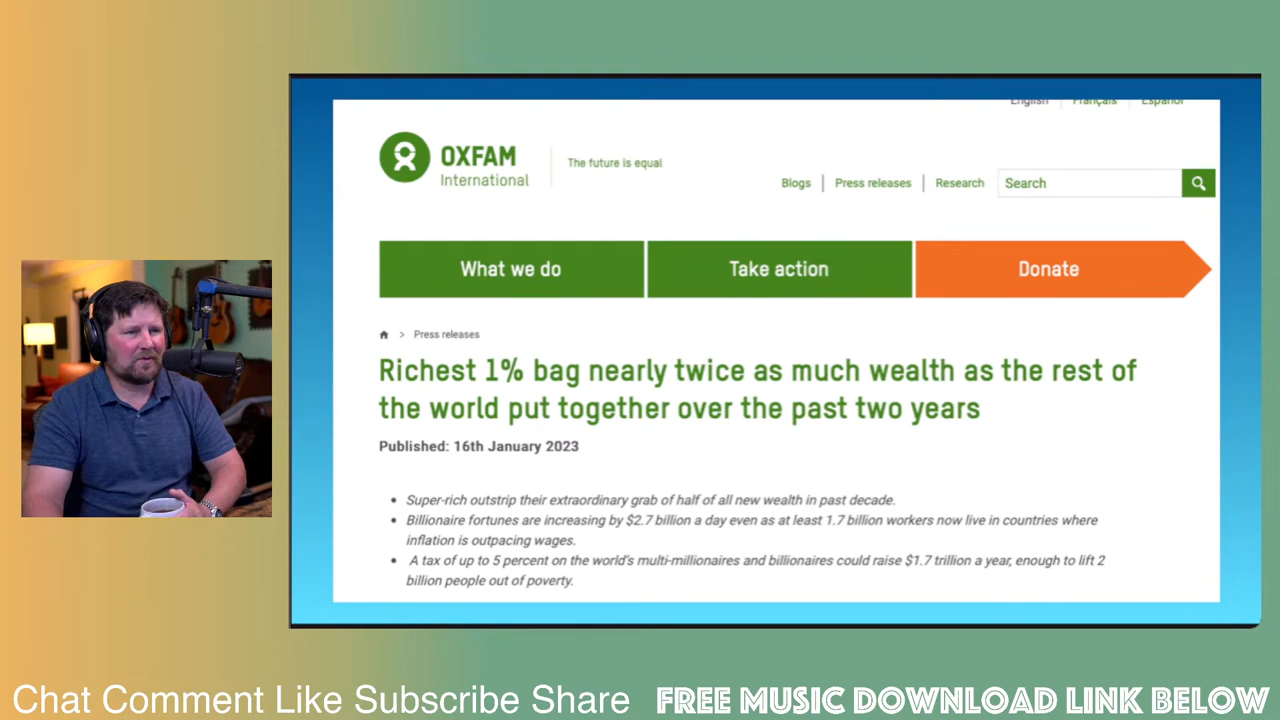 English Français Español
OXFAM
International
The future is equal
Blogs Press releases Research Search
What we do Take action Donate
> Press releases
Richest 1% bag nearly twice as much wealth as the rest of
the world put together over the past two years
Published: 16th January 2023
• Super-rich outstrip their extraordinary grab of half of all new wealth in past decade.
• Billionaire fortunes are increasing by $2.7 billion a day even as at least 1.7 billion workers now live in countries where
inflation is outpacing wages.
• A tax of up to 5 percent on the world's multi-millionaires and billionaires could raise $1.7 trillion a year, enough to lift 2
billion people out of poverty.
Chat Comment Like Subscribe Share FREE MUSIC DOWNLOAD LINK BELOW